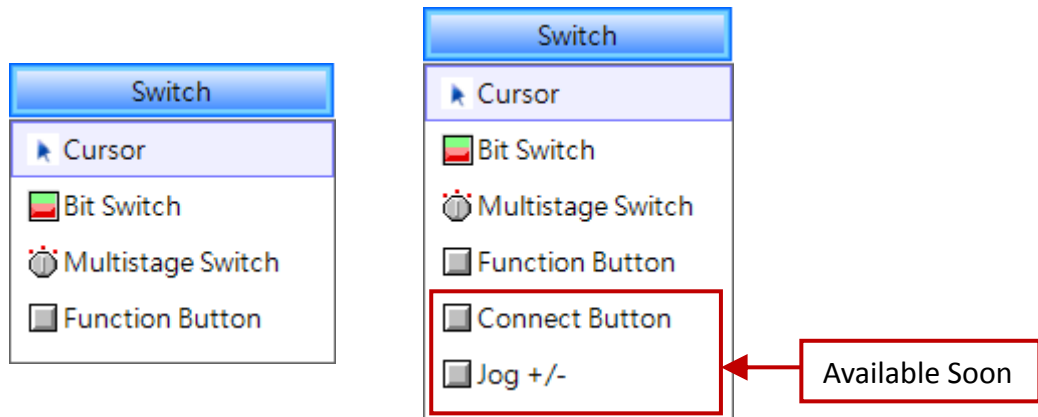 Switch
Cursor
Bit Switch
Multistage Switch
Function Button
Switch
Cursor
Bit Switch
Multistage Switch
Function Button
Connect Button
Jog +/-
Available Soon